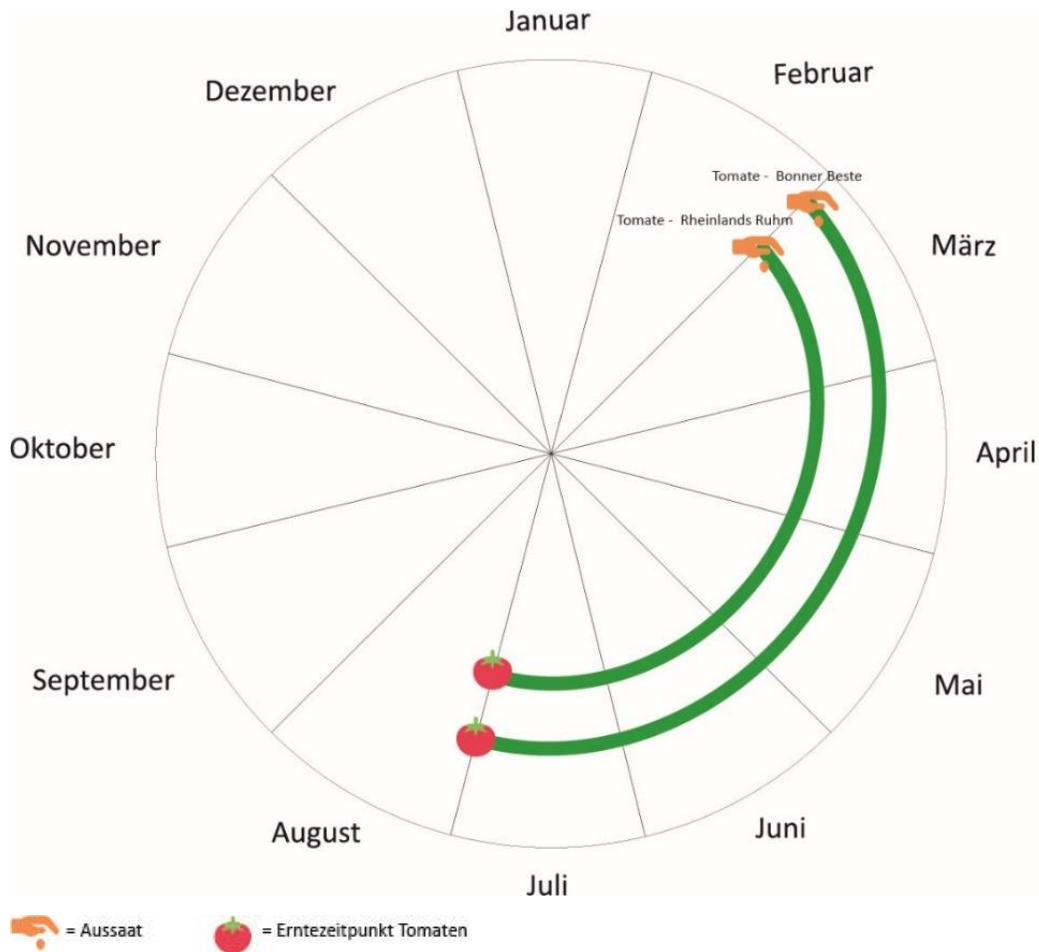 Januar
Februar
Dezember
Tomate - Bonner Beste
Tomate - Rheinlands Ruhm
November
März
Oktober
April
September
Mai
August
Juni
Juli
= Aussaat
= Erntezeitpunkt Tomaten